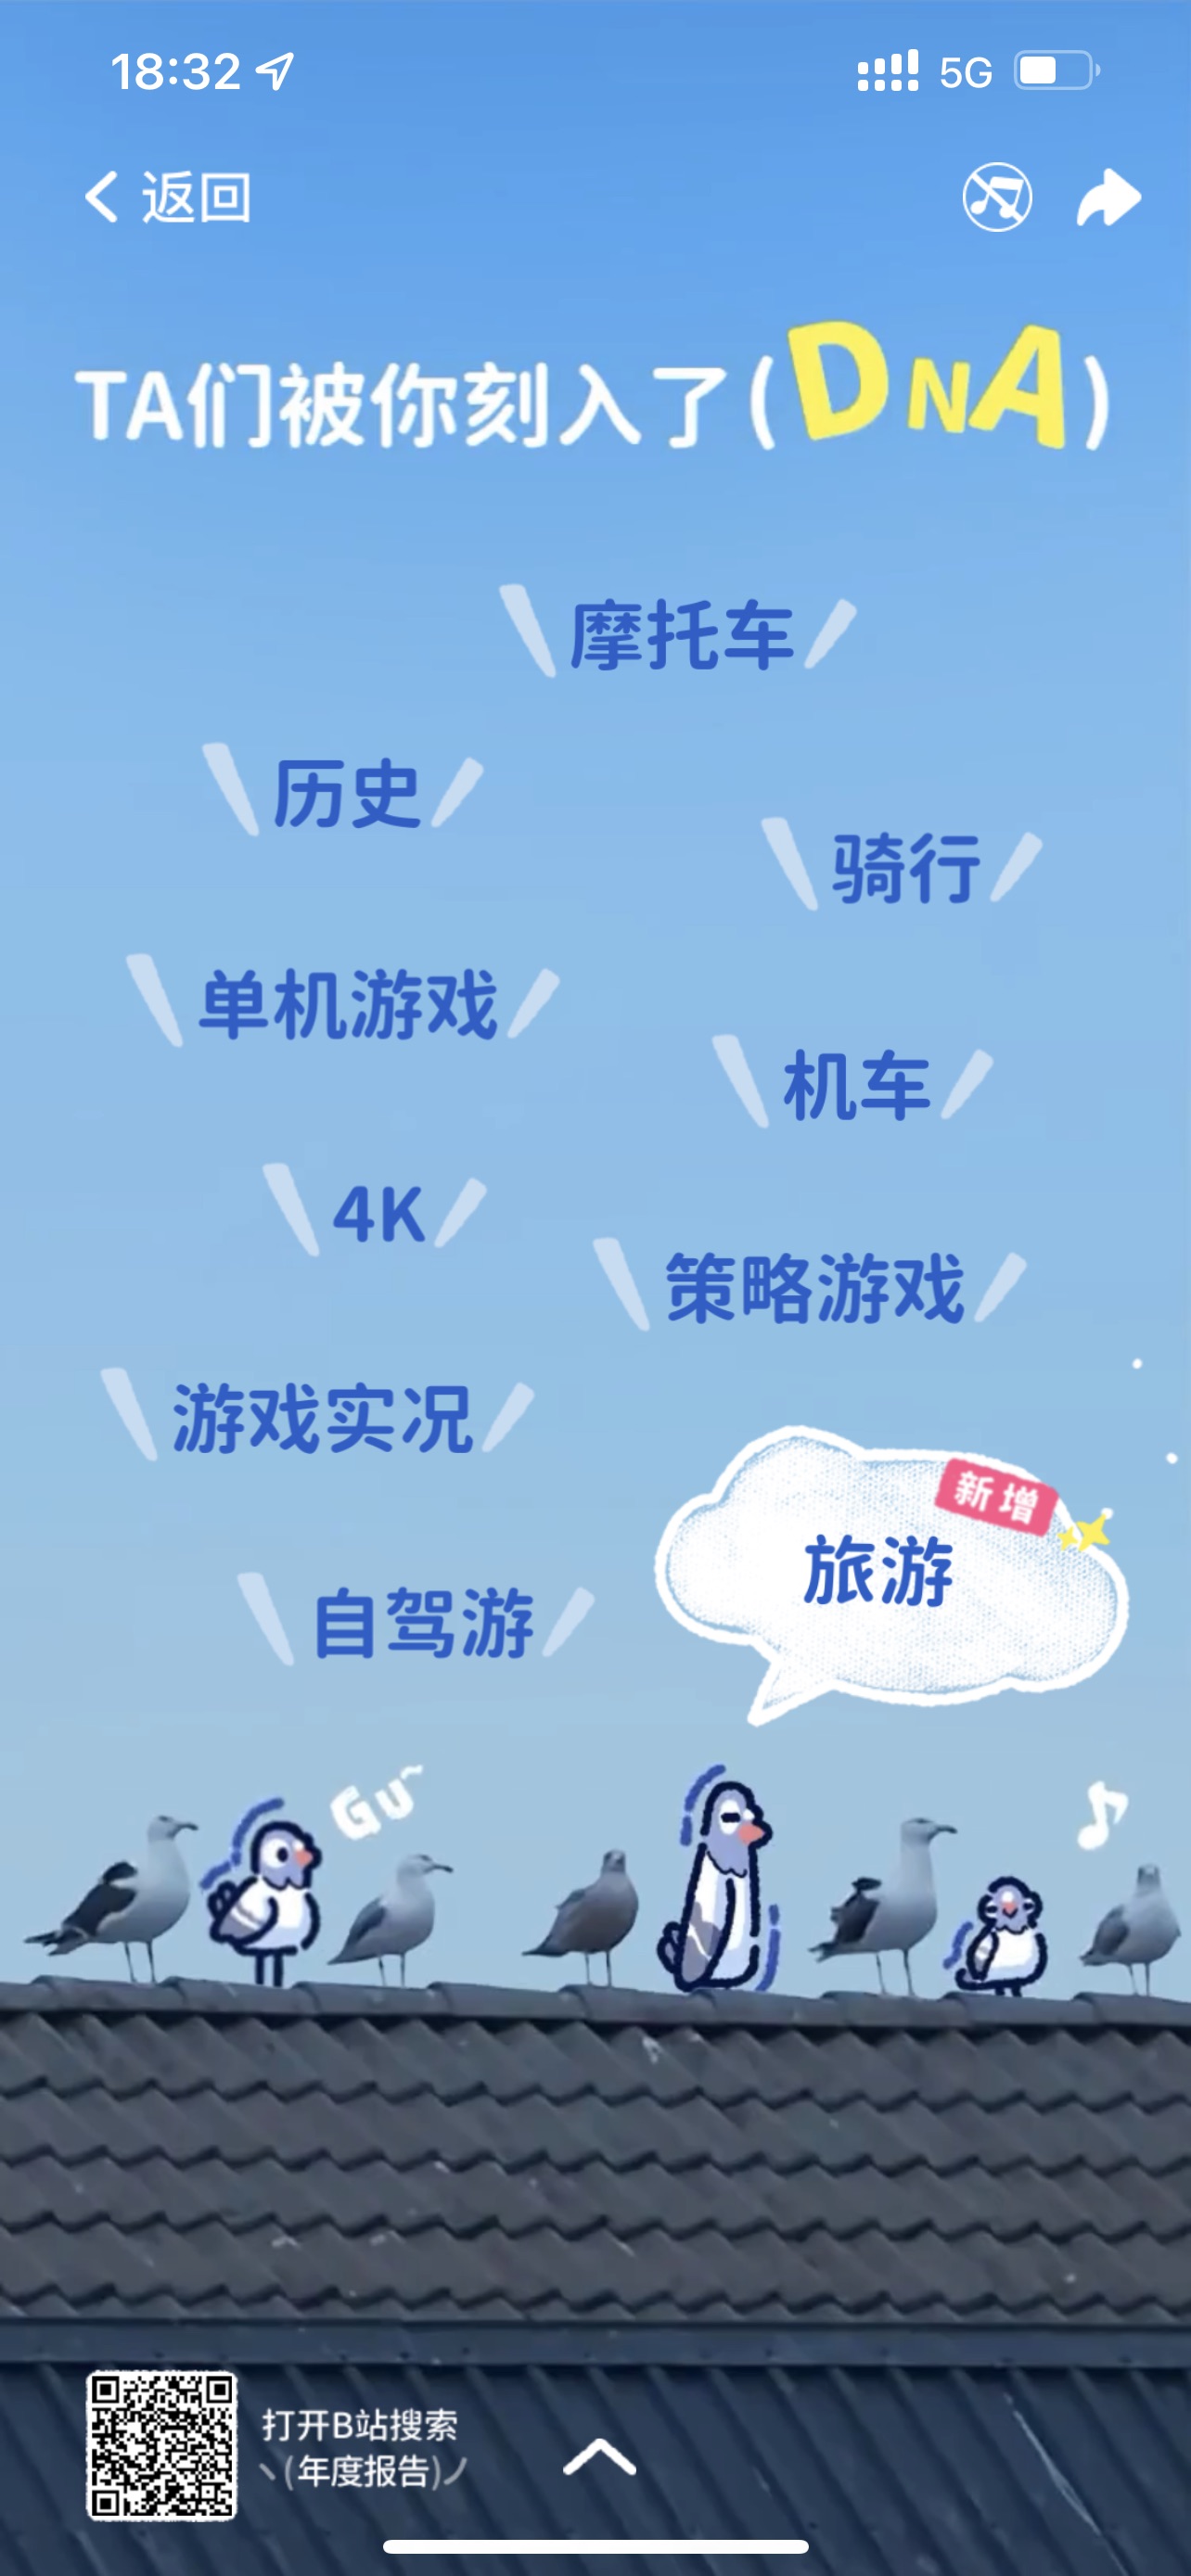 18:32
5G
返回
TA们被你刻入了(DNA)
摩托车
历史
骑行
单机游戏
机车
4K
策略游戏
游戏实况
新增
旅游
自驾游
Gu~
打开B站搜索
\(年度报告)/